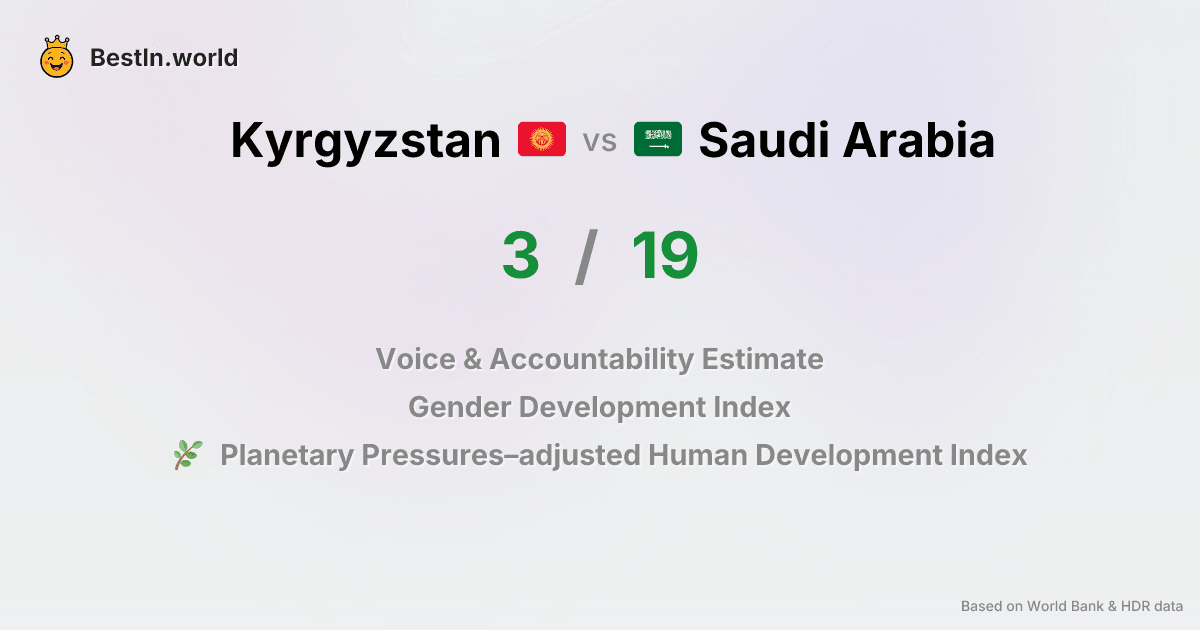 BestIn.world
Kyrgyzstan vs Saudi Arabia
3 / 19
Voice & Accountability Estimate
Gender Development Index
Planetary Pressures–adjusted Human Development Index
Based on World Bank & HDR data